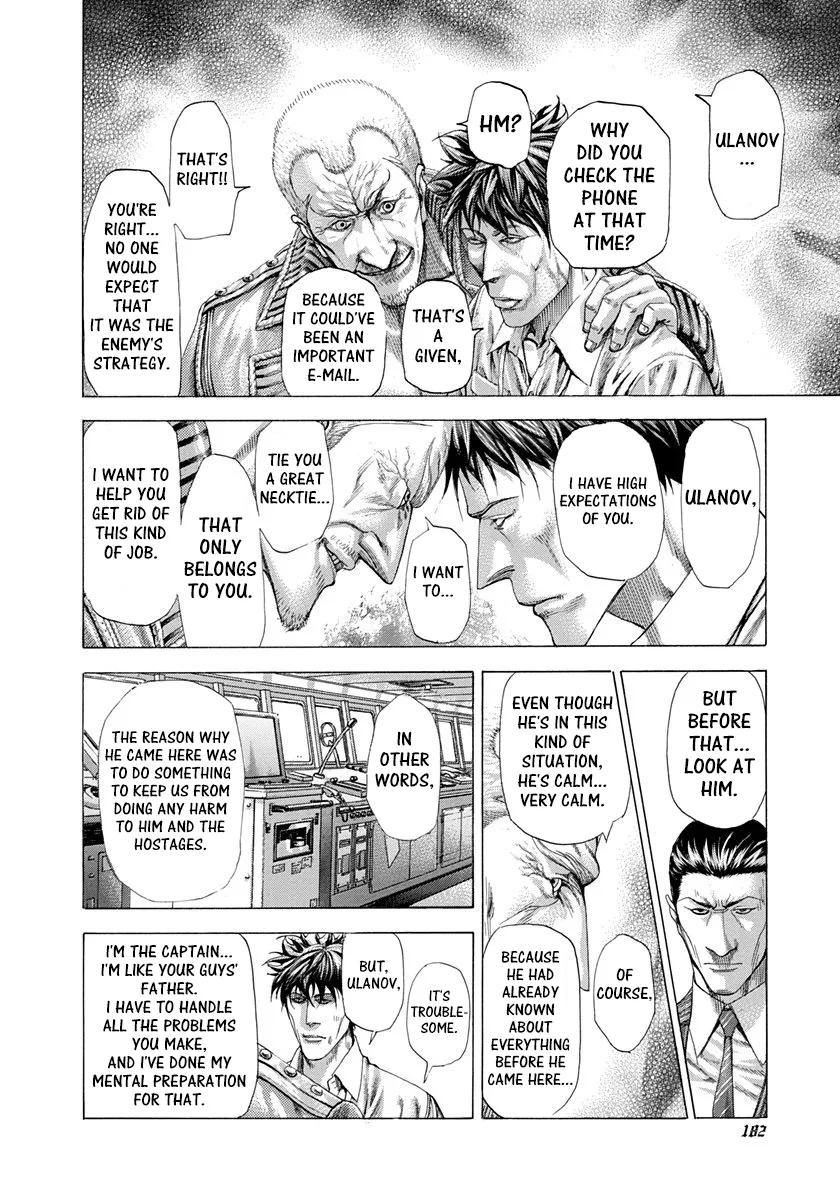 ULANOV
...
WHY
DID YOU
CHECK THE
PHONE
AT THAT
TIME?
HM?
THAT'S
A
GIVEN,
BECAUSE
IT COULD'VE
BEEN AN
IMPORTANT
E-MAIL.
THAT'S
RIGHT!!
YOU'RE
RIGHT...
NO ONE
WOULD
EXPECT
THAT
IT WAS THE
ENEMY'S
STRATEGY.
ULANOV,
I HAVE HIGH
EXPECTATIONS
OF YOU.
I WANT
TO...
TIE YOU
A GREAT
NECKTIE...
THAT
ONLY
BELONGS
TO YOU.
I WANT TO
HELP YOU
GET RID OF
THIS KIND
OF JOB.
BUT
BEFORE
THAT...
LOOK AT
HIM.
EVEN THOUGH
HE'S IN THIS
KIND OF
SITUATION,
HE'S CALM...
VERY CALM.
OF
COURSE,
BECAUSE
HE HAD
ALREADY
KNOWN
ABOUT
EVERYTHING
BEFORE HE
CAME HERE...
IN
OTHER
WORDS,
THE REASON WHY
HE CAME HERE WAS
TO DO SOMETHING
TO KEEP US FROM
DOING ANY HARM
TO HIM AND THE
HOSTAGES.
IT'S
TROUBLE-
SOME.
BUT,
ULANOV,
I'M THE CAPTAIN...
I'M LIKE YOUR GUYS'
FATHER.
I HAVE TO HANDLE
ALL THE PROBLEMS
YOU MAKE,
AND I'VE DONE MY
MENTAL PREPARATION
FOR THAT.
182